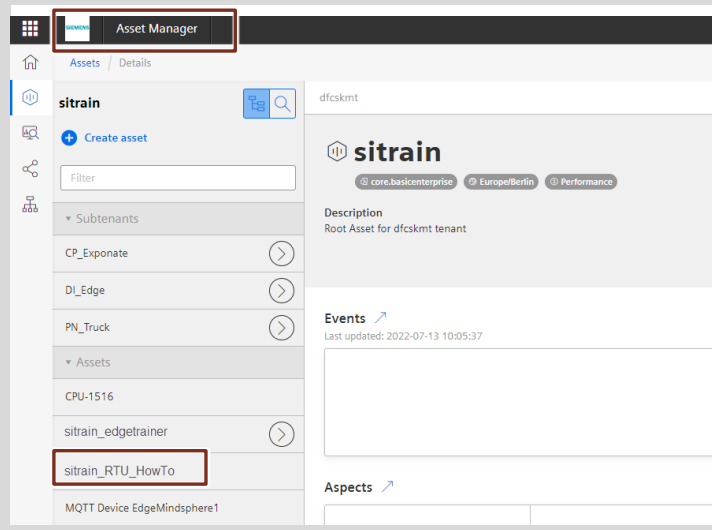 SIEMENS
Asset Manager
Assets / Details
sitrain
Create asset
Filter
Subtenants
CP_Exponate
DI_Edge
PN_Truck
Assets
CPU-1516
sitrain_edgetrainer
sitrain_RTU_HowTo
MQTT Device EdgeMindsphere1
dfcskmt
sitrain
core.basicenterprise
Europe/Berlin
Performance
Description
Root Asset for dfcskmt tenant
Events
Last updated: 2022-07-13 10:05:37
Aspects